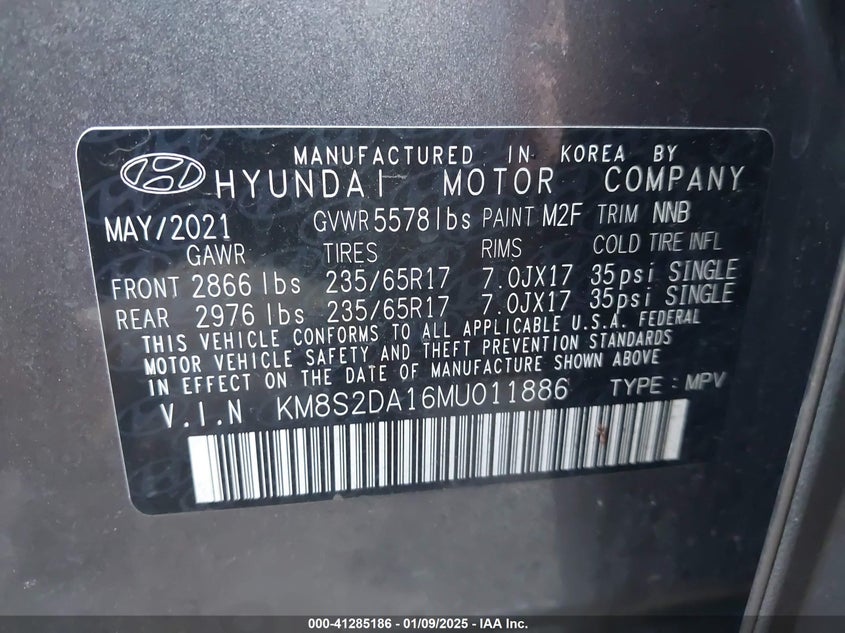 MANUFACTURED IN KOREA BY
HYUNDAI MOTOR COMPANY
MAY/2021 GVWR 5578 lbs PAINT M2F TRIM NNB
GAWR TIRES RIMS COLD TIRE INFL
FRONT 2866 lbs 235/65R17 7.0JX17 35psi SINGLE
REAR 2976 lbs 235/65R17 7.0JX17 35psi SINGLE
THIS VEHICLE CONFORMS TO ALL APPLICABLE U.S.A. FEDERAL
MOTOR VEHICLE SAFETY AND THEFT PREVENTION STANDARDS
IN EFFECT ON THE DATE OF MANUFACTURE SHOWN ABOVE
V.I.N KM8S2DA16MU011886 TYPE : MPV
000-41285186 - 01/09/2025 - IAA Inc.